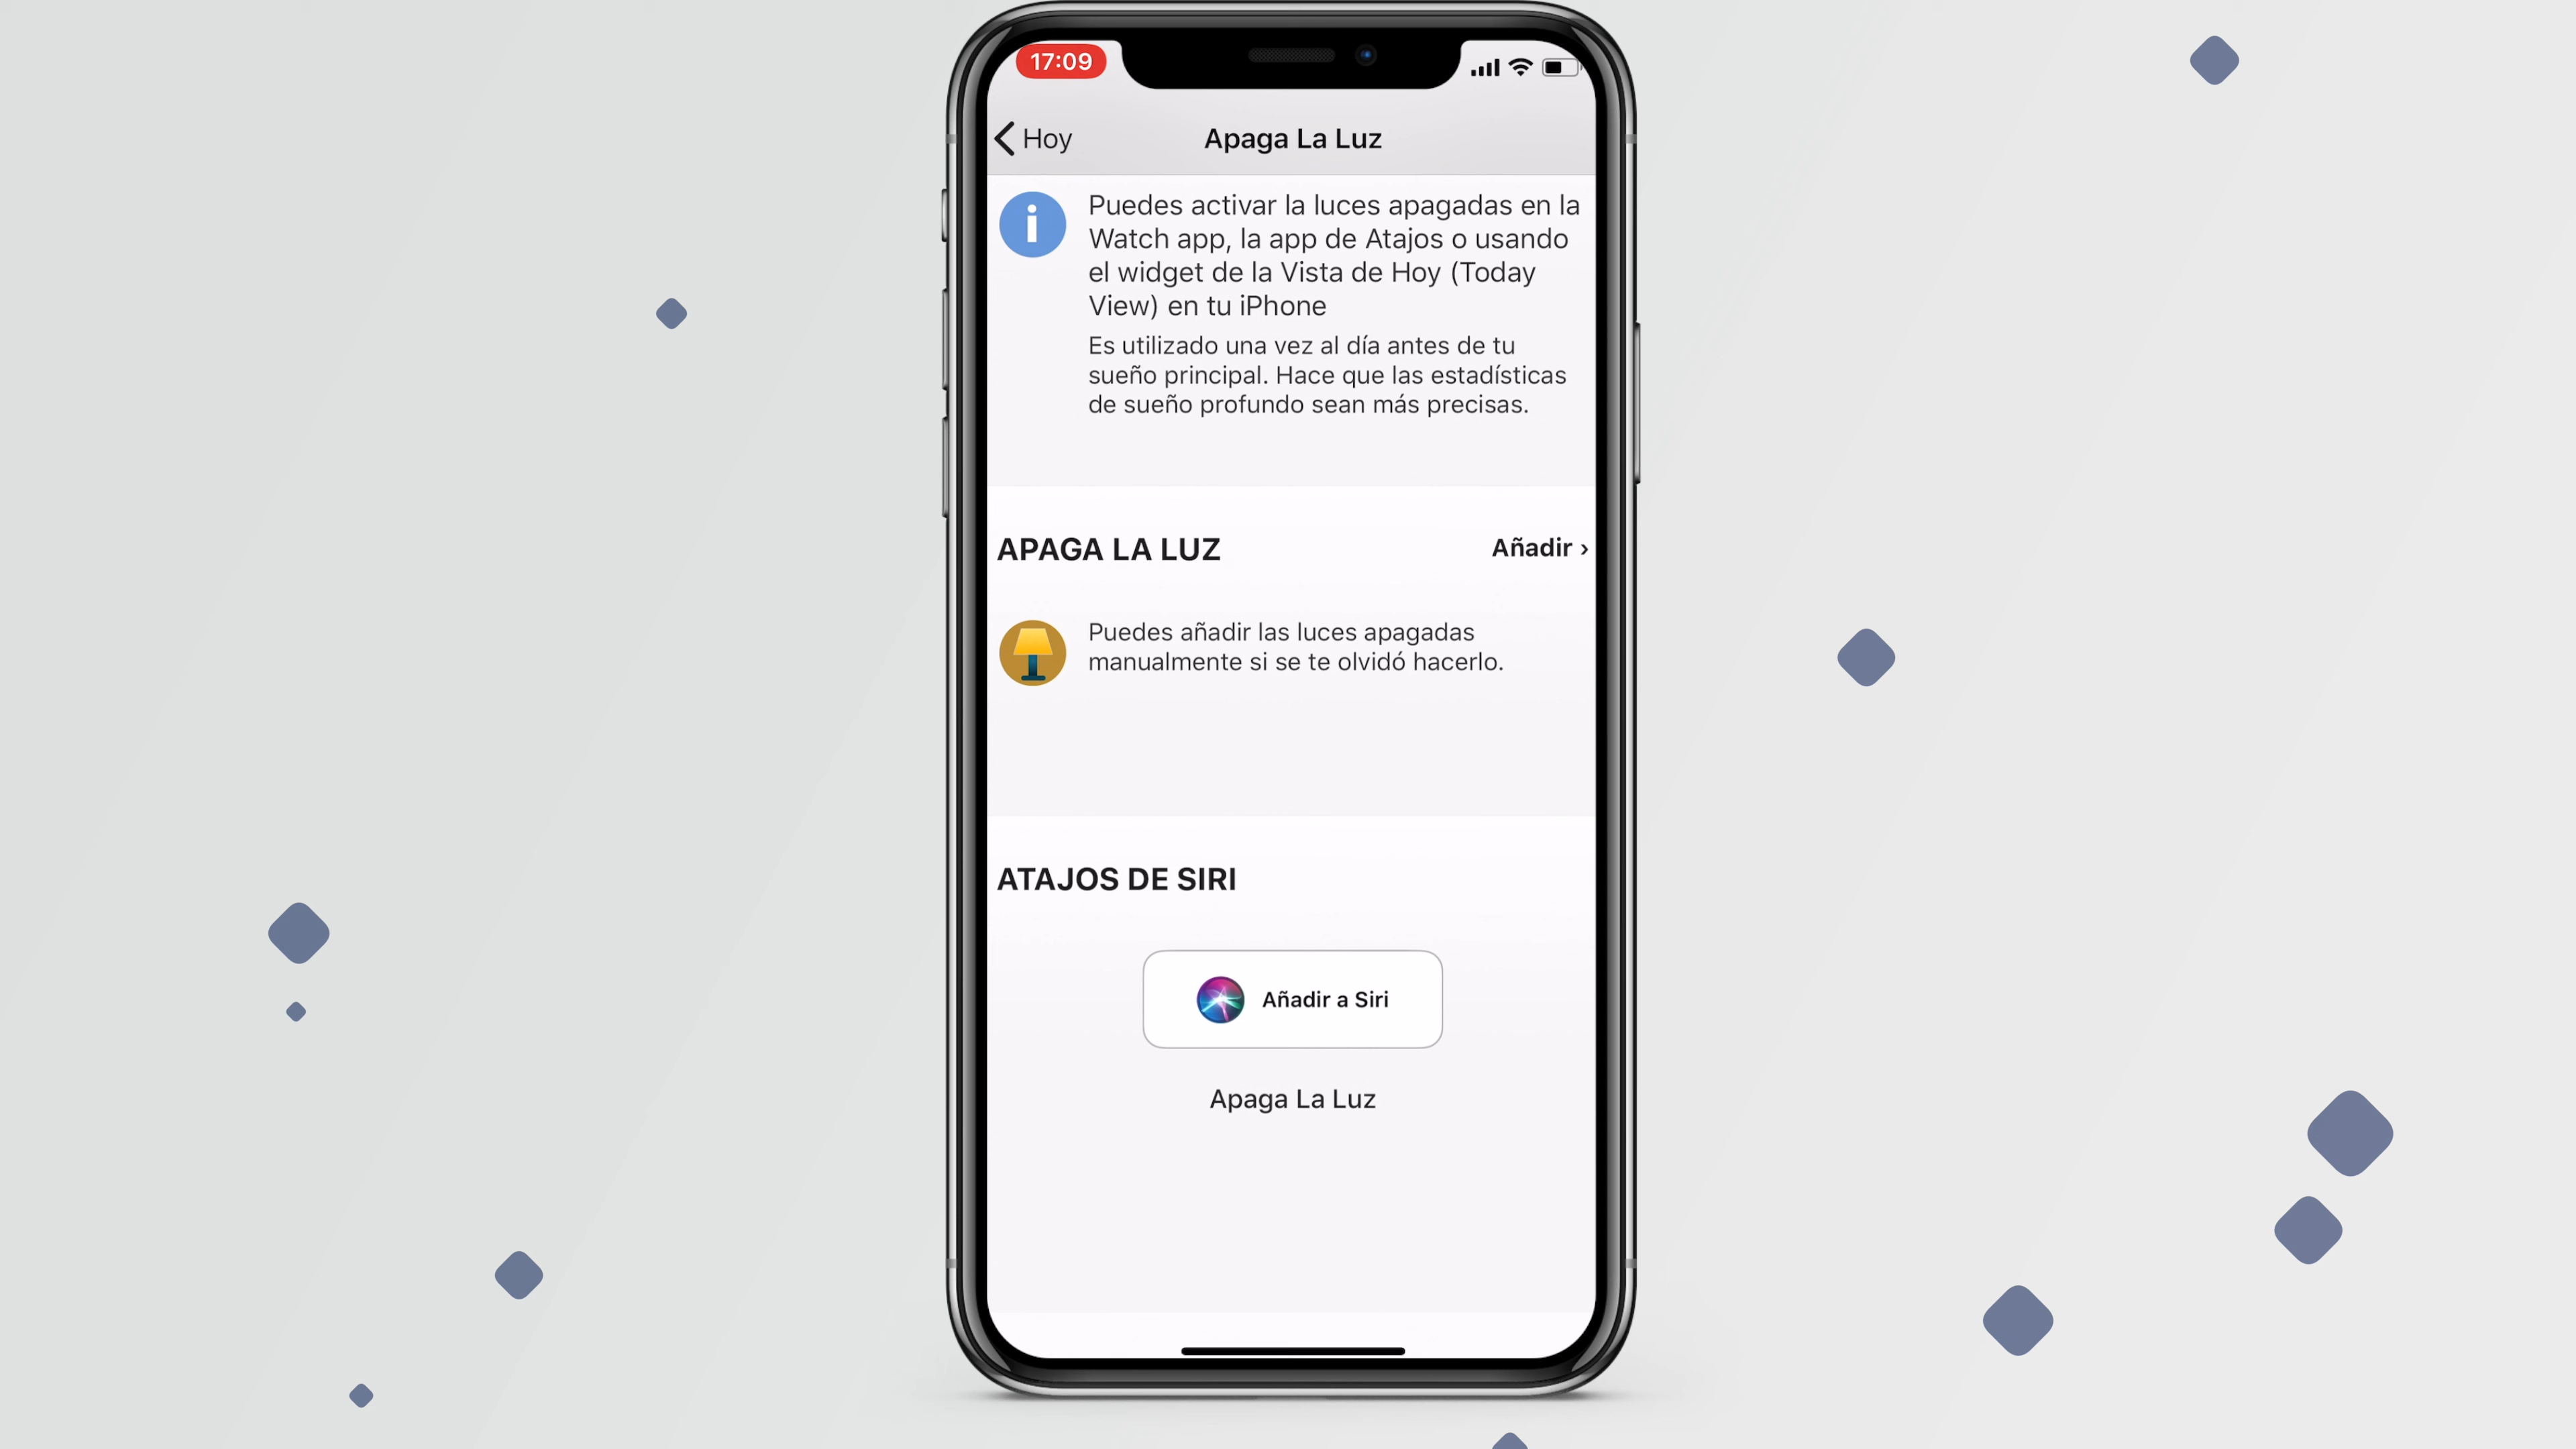 17:09
Hoy
Apaga La Luz
Puedes activar la luces apagadas en la
Watch app, la app de Atajos o usando
el widget de la Vista de Hoy (Today
View) en tu iPhone
Es utilizado una vez al día antes de tu
sueño principal. Hace que las estadísticas
de sueño profundo sean más precisas.
APAGA LA LUZ
Añadir ›
Puedes añadir las luces apagadas
manualmente si se te olvidó hacerlo.
ATAJOS DE SIRI
Añadir a Siri
Apaga La Luz